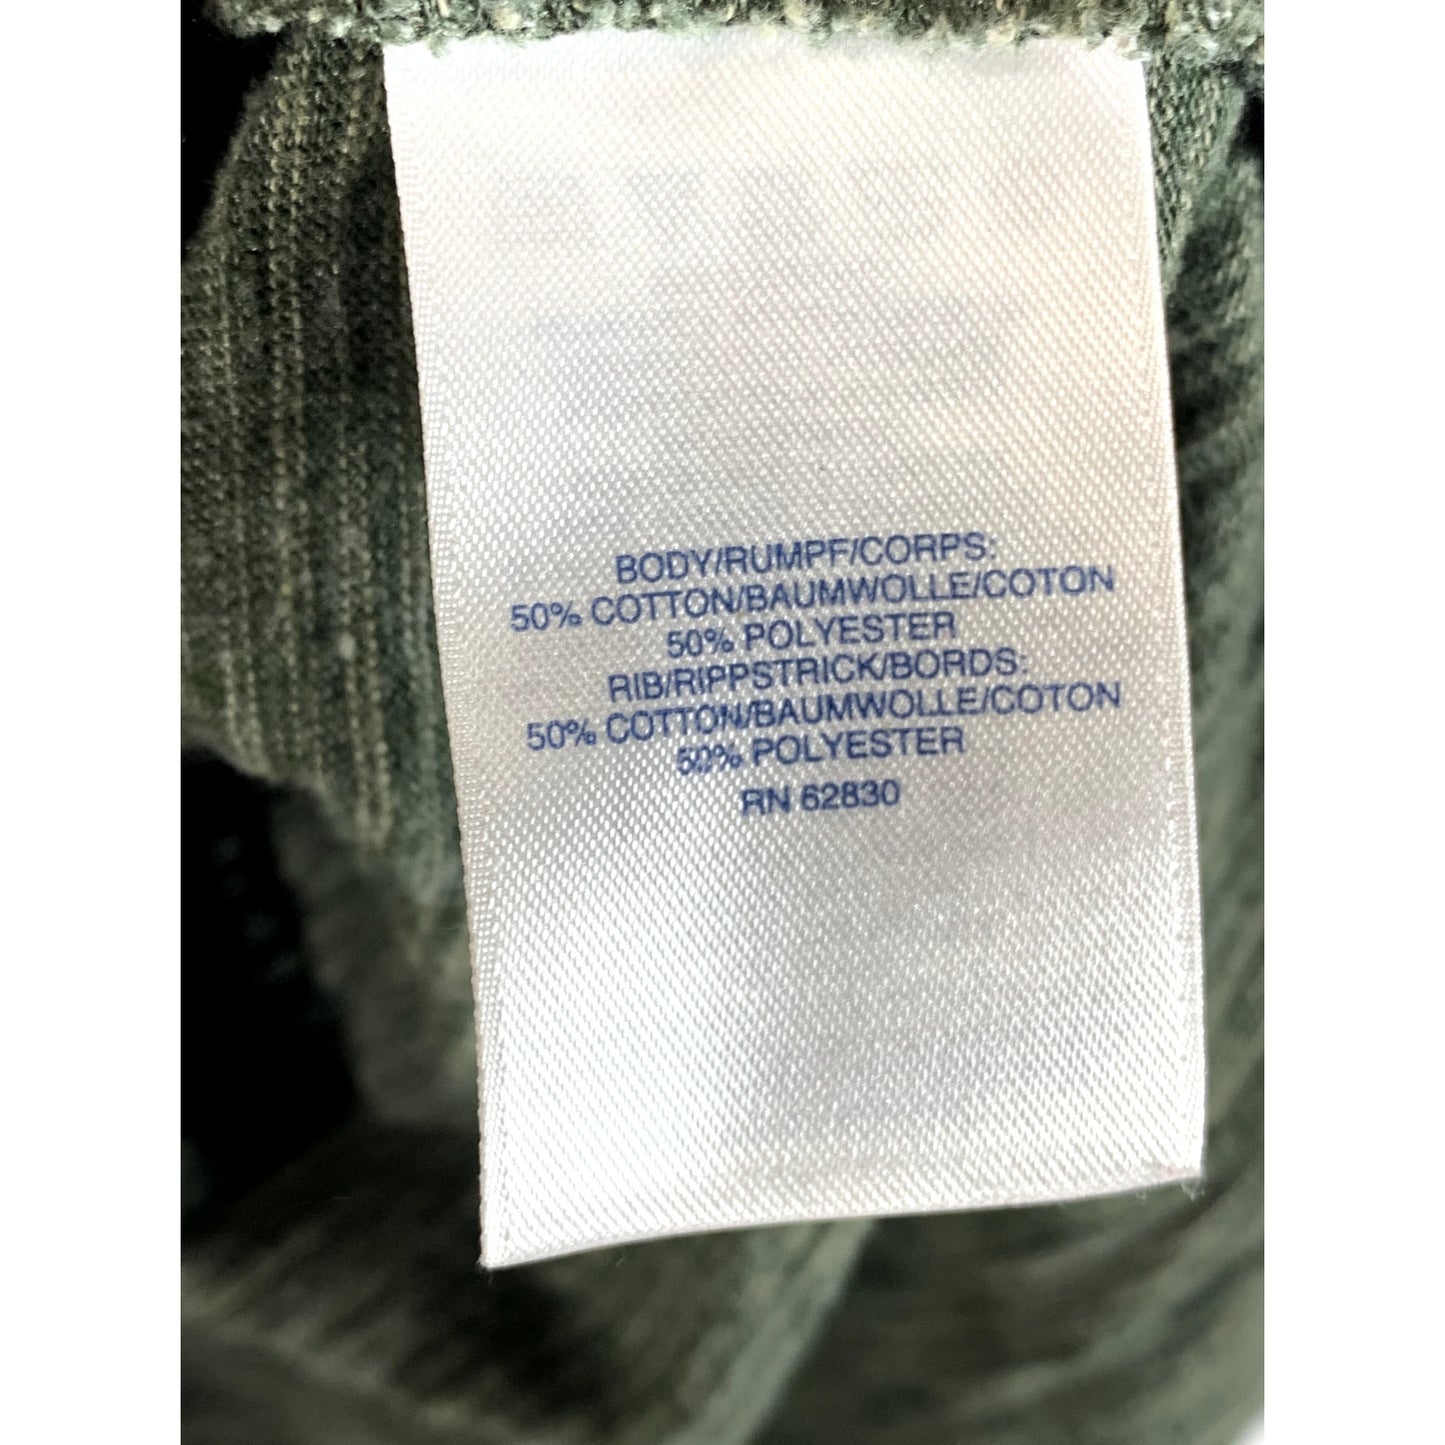 BODY/RUMPF/CORPS:
50% COTTON/BAUMWOLLE/COTON
50% POLYESTER
RIB/RIPPSTRICK/BORDS:
50% COTTON/BAUMWOLLE/COTON
50% POLYESTER
RN 62830